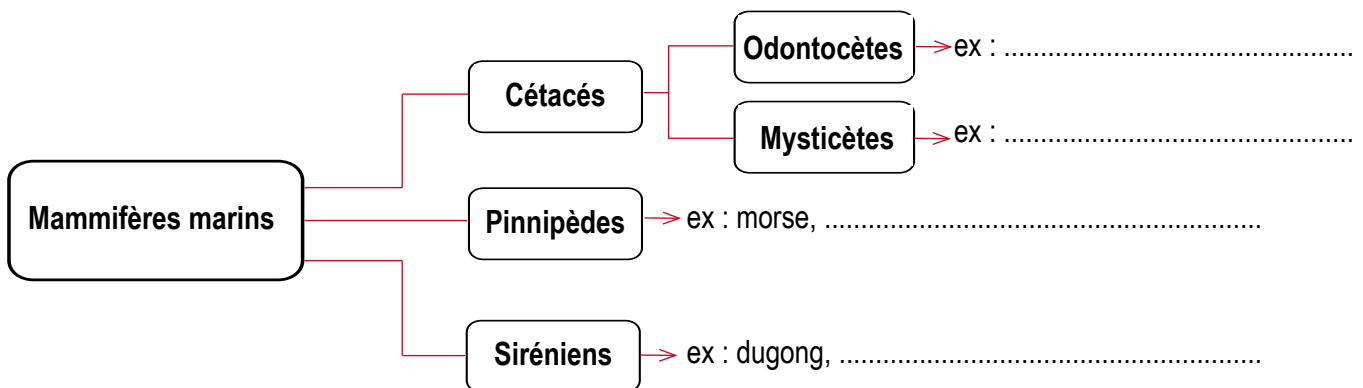 Odontocètes
ex : ................................................
Cétacés
Mysticètes
ex : ................................................
Mammifères marins
Pinnipèdes
ex : morse, ............................................................
Siréniens
ex : dugong, ..........................................................